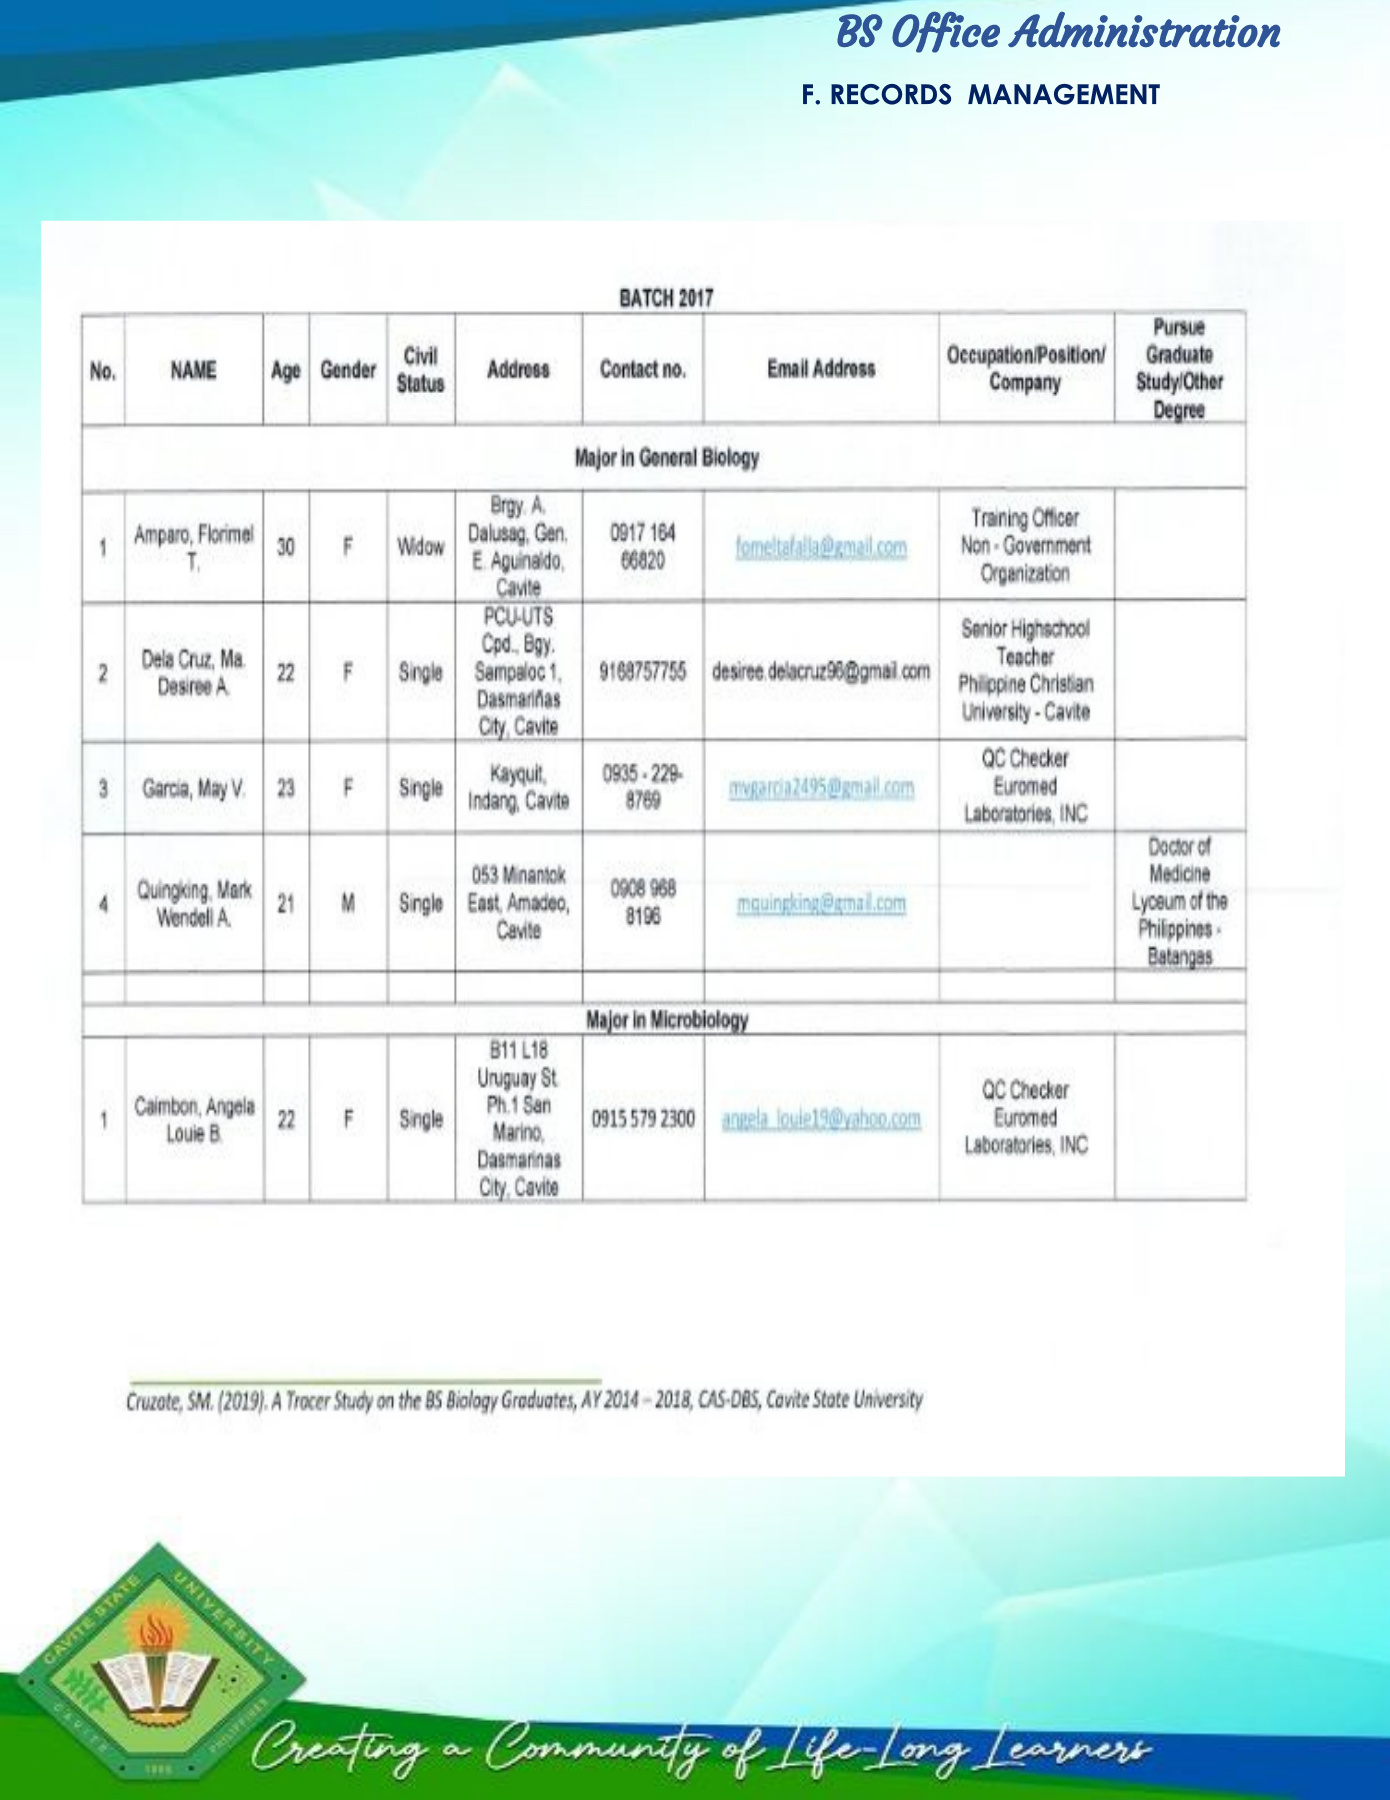 BS Office Administration
F. RECORDS MANAGEMENT
BATCH 2017
No. NAME Age Gender Civil Status Address Contact no. Email Address Occupation/Position/Company Pursue Graduate Study/Other Degree
Major in General Biology
1 Amparo, Florimel T. 30 F Widow Brgy. A. Dalusag, Gen. E. Aguinaldo, Cavite 0917 164 66820 fomeltafalla@gmail.com Training Officer Non - Government Organization
2 Dela Cruz, Ma. Desiree A. 22 F Single PCU-UTS Cpd., Bgy. Sampaloc 1, Dasmariñas City, Cavite 9168757755 desiree.delacruz96@gmail.com Senior Highschool Teacher Philippine Christian University - Cavite
3 Garcia, May V. 23 F Single Kayquit, Indang, Cavite 0935 - 229-8769 mvgarcia2495@gmail.com QC Checker Euromed Laboratories, INC
4 Quingking, Mark Wendell A. 21 M Single 053 Minantok East, Amadeo, Cavite 0908 968 8196 mquingking@gmail.com Doctor of Medicine Lyceum of the Philippines - Batangas
Major in Microbiology
1 Caimbon, Angela Louie B. 22 F Single B11 L18 Uruguay St. Ph.1 San Marino, Dasmarinas City, Cavite 0915 579 2300 angela_louie19@yahoo.com QC Checker Euromed Laboratories, INC
Cruzate, SM. (2019). A Tracer Study on the BS Biology Graduates, AY 2014 – 2018, CAS-DBS, Cavite State University
CAVITE STATE UNIVERSITY
CAVITE PHILIPPINES
1906
Creating a Community of Life-Long Learners